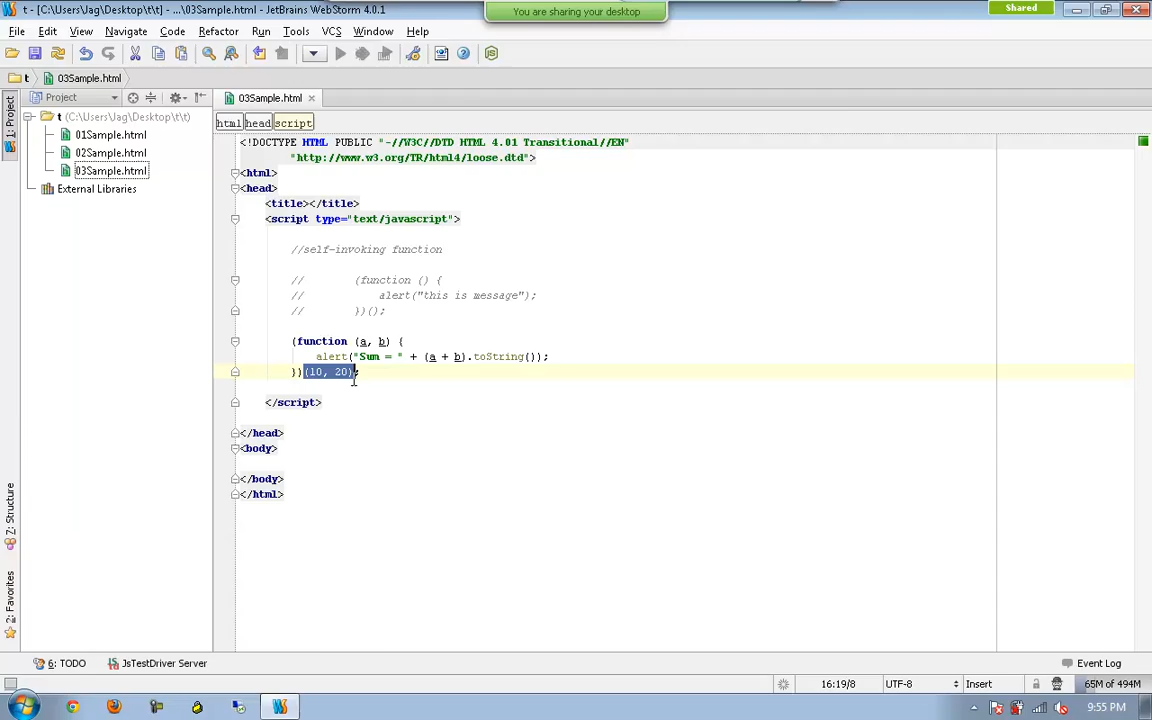 You are sharing your desktop
Shared
t - [C:\Users\Jag\Desktop\t\t] - ...\03Sample.html - JetBrains WebStorm 4.0.1
File Edit View Navigate Code Refactor Run Tools VCS Window Help
t 03Sample.html
Project
03Sample.html
1: Project
t (C:\Users\Jag\Desktop\t\t)
01Sample.html
02Sample.html
03Sample.html
External Libraries
html head script
<!DOCTYPE HTML PUBLIC "-//W3C//DTD HTML 4.01 Transitional//EN"
"http://www.w3.org/TR/html4/loose.dtd">
<html>
<head>
<title></title>
<script type="text/javascript">
//self-invoking function
// (function () {
// alert("this is message");
// })();
(function (a, b) {
alert("Sum = " + (a + b).toString());
})(10, 20);
</script>
</head>
<body>
</body>
</html>
7: Structure
2: Favorites
6: TODO JsTestDriver Server Event Log
16:19/8 UTF-8 Insert 65M of 494M
9:55 PM